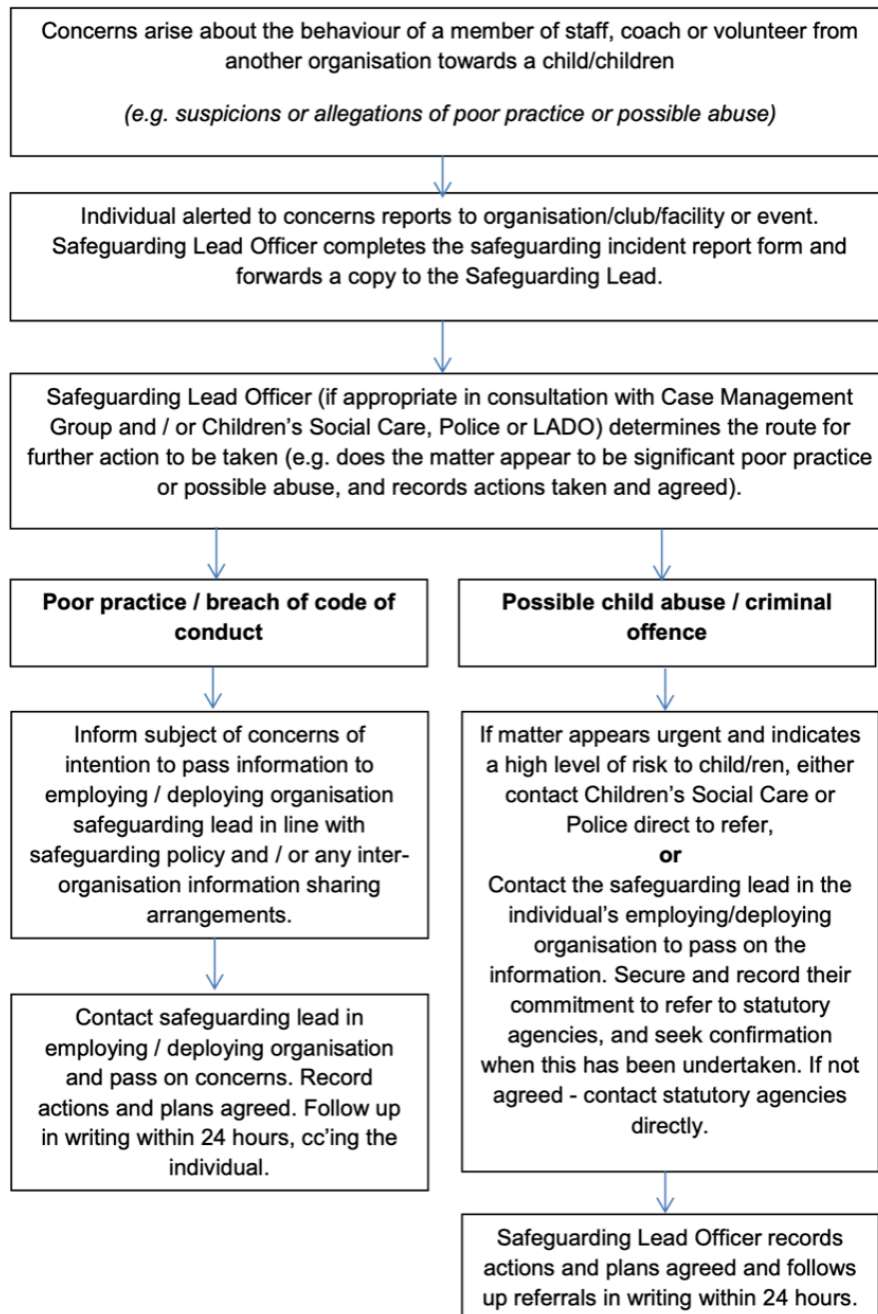 Concerns arise about the behaviour of a member of staff, coach or volunteer from
another organisation towards a child/children
(e.g. suspicions or allegations of poor practice or possible abuse)
Individual alerted to concerns reports to organisation/club/facility or event.
Safeguarding Lead Officer completes the safeguarding incident report form and
forwards a copy to the Safeguarding Lead.
Safeguarding Lead Officer (if appropriate in consultation with Case Management
Group and / or Children's Social Care, Police or LADO) determines the route for
further action to be taken (e.g. does the matter appear to be significant poor practice
or possible abuse, and records actions taken and agreed).
Poor practice / breach of code of
conduct
Inform subject of concerns of
intention to pass information to
employing / deploying organisation
safeguarding lead in line with
safeguarding policy and / or any inter-
organisation information sharing
arrangements.
Contact safeguarding lead in
employing / deploying organisation
and pass on concerns. Record
actions and plans agreed. Follow up
in writing within 24 hours, cc'ing the
individual.
Possible child abuse / criminal
offence
If matter appears urgent and indicates
a high level of risk to child/ren, either
contact Children's Social Care or
Police direct to refer,
or
Contact the safeguarding lead in the
individual's employing/deploying
organisation to pass on the
information. Secure and record their
commitment to refer to statutory
agencies, and seek confirmation
when this has been undertaken. If not
agreed - contact statutory agencies
directly.
Safeguarding Lead Officer records
actions and plans agreed and follows
up referrals in writing within 24 hours.